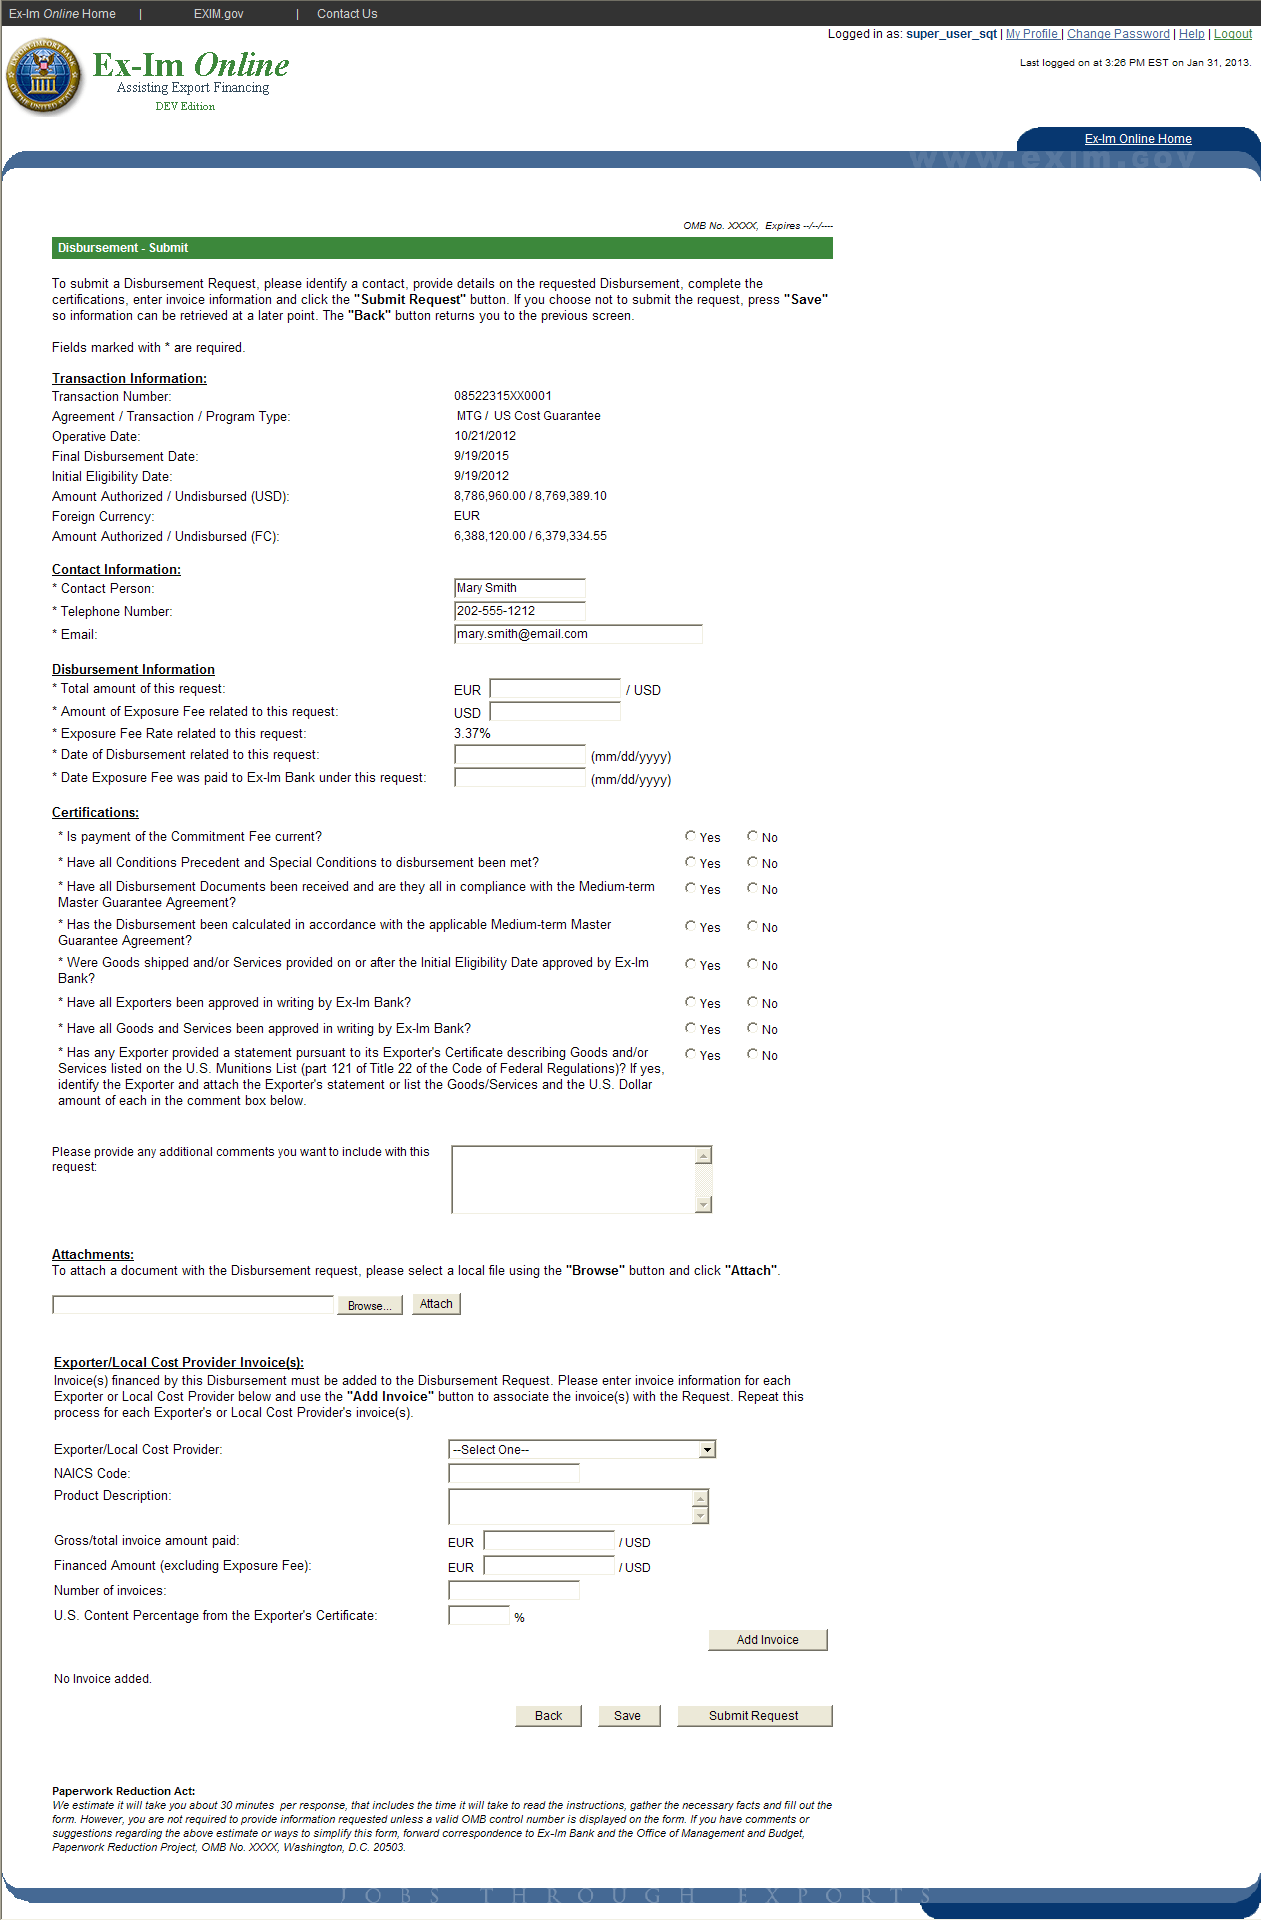 Ex-Im Online Home | EXIM.gov | Contact Us
Logged in as: super_user_sqt | My Profile | Change Password | Help | Logout
Last logged on at 3:26 PM EST on Jan 31, 2013.
EXPORT-IMPORT BANK OF THE UNITED STATES
Ex-Im Online
Assisting Export Financing
DEV Edition
Ex-Im Online Home
www.exim.gov
OMB No. XXXX, Expires --/--/----
Disbursement - Submit
To submit a Disbursement Request, please identify a contact, provide details on the requested Disbursement, complete the
certifications, enter invoice information and click the "Submit Request" button. If you choose not to submit the request, press "Save"
so information can be retrieved at a later point. The "Back" button returns you to the previous screen.
Fields marked with * are required.
Transaction Information:
Transaction Number: 08522315XX0001
Agreement / Transaction / Program Type: MTG / US Cost Guarantee
Operative Date: 10/21/2012
Final Disbursement Date: 9/19/2015
Initial Eligibility Date: 9/19/2012
Amount Authorized / Undisbursed (USD): 8,786,960.00 / 8,769,389.10
Foreign Currency: EUR
Amount Authorized / Undisbursed (FC): 6,388,120.00 / 6,379,334.55
Contact Information:
* Contact Person: Mary Smith
* Telephone Number: 202-555-1212
* Email: mary.smith@email.com
Disbursement Information
* Total amount of this request: EUR / USD
* Amount of Exposure Fee related to this request: USD
* Exposure Fee Rate related to this request: 3.37%
* Date of Disbursement related to this request: (mm/dd/yyyy)
* Date Exposure Fee was paid to Ex-Im Bank under this request: (mm/dd/yyyy)
Certifications:
* Is payment of the Commitment Fee current? Yes No
* Have all Conditions Precedent and Special Conditions to disbursement been met? Yes No
* Have all Disbursement Documents been received and are they all in compliance with the Medium-term Yes No
Master Guarantee Agreement?
* Has the Disbursement been calculated in accordance with the applicable Medium-term Master Yes No
Guarantee Agreement?
* Were Goods shipped and/or Services provided on or after the Initial Eligibility Date approved by Ex-Im Yes No
Bank?
* Have all Exporters been approved in writing by Ex-Im Bank? Yes No
* Have all Goods and Services been approved in writing by Ex-Im Bank? Yes No
* Has any Exporter provided a statement pursuant to its Exporter's Certificate describing Goods and/or Yes No
Services listed on the U.S. Munitions List (part 121 of Title 22 of the Code of Federal Regulations)? If yes,
identify the Exporter and attach the Exporter's statement or list the Goods/Services and the U.S. Dollar
amount of each in the comment box below.
Please provide any additional comments you want to include with this
request:
Attachments:
To attach a document with the Disbursement request, please select a local file using the "Browse" button and click "Attach".
Browse... Attach
Exporter/Local Cost Provider Invoice(s):
Invoice(s) financed by this Disbursement must be added to the Disbursement Request. Please enter invoice information for each
Exporter or Local Cost Provider below and use the "Add Invoice" button to associate the invoice(s) with the Request. Repeat this
process for each Exporter's or Local Cost Provider's invoice(s).
Exporter/Local Cost Provider: --Select One--
NAICS Code:
Product Description:
Gross/total invoice amount paid: EUR / USD
Financed Amount (excluding Exposure Fee): EUR / USD
Number of invoices:
U.S. Content Percentage from the Exporter's Certificate: %
Add Invoice
No Invoice added.
Back Save Submit Request
Paperwork Reduction Act:
We estimate it will take you about 30 minutes per response, that includes the time it will take to read the instructions, gather the necessary facts and fill out the
form. However, you are not required to provide information requested unless a valid OMB control number is displayed on the form. If you have comments or
suggestions regarding the above estimate or ways to simplify this form, forward correspondence to Ex-Im Bank and the Office of Management and Budget,
Paperwork Reduction Project, OMB No. XXXX, Washington, D.C. 20503.
JOBS THROUGH EXPORTS